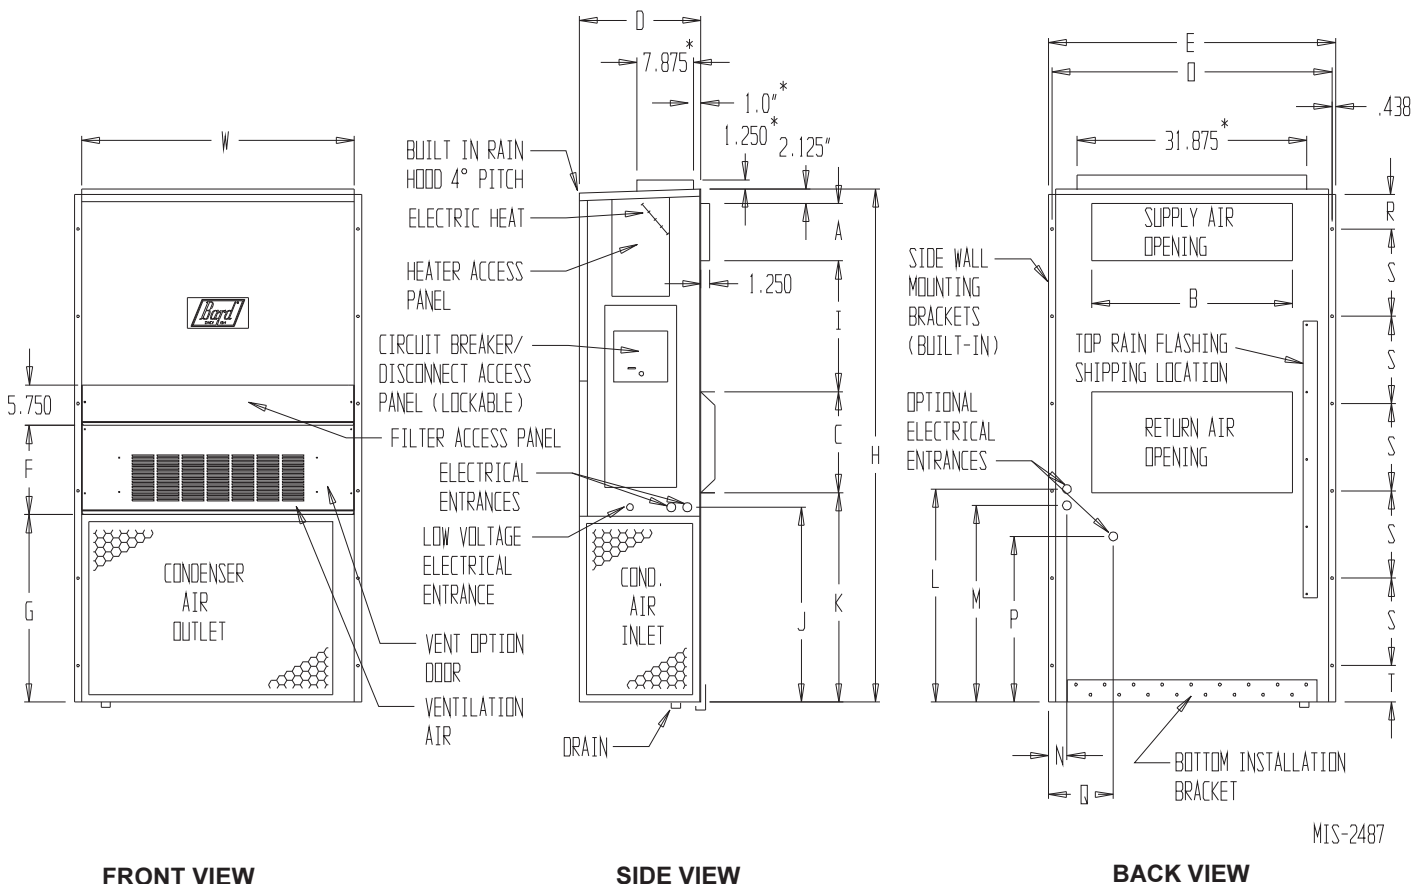 W
BUILT IN RAIN
HOOD 4° PITCH
ELECTRIC HEAT
HEATER ACCESS
PANEL
CIRCUIT BREAKER/
DISCONNECT ACCESS
PANEL (LOCKABLE)
FILTER ACCESS PANEL
ELECTRICAL
ENTRANCES
LOW VOLTAGE
ELECTRICAL
ENTRANCE
VENT OPTION
DOOR
VENTILATION
AIR
Bard
5.750
F
G
CONDENSER
AIR
OUTLET
FRONT VIEW
D
7.875*
1.0"*
1.250*
2.125"
A
1.250
I
C
H
K
J
COND.
AIR
INLET
DRAIN
SIDE VIEW
E
O
.438
31.875*
SUPPLY AIR
OPENING
R
S
S
S
S
S
T
B
SIDE WALL
MOUNTING
BRACKETS
(BUILT-IN)
TOP RAIN FLASHING
SHIPPING LOCATION
OPTIONAL
ELECTRICAL
ENTRANCES
RETURN AIR
OPENING
L
M
P
N
Q
BOTTOM INSTALLATION
BRACKET
MIS-2487
BACK VIEW